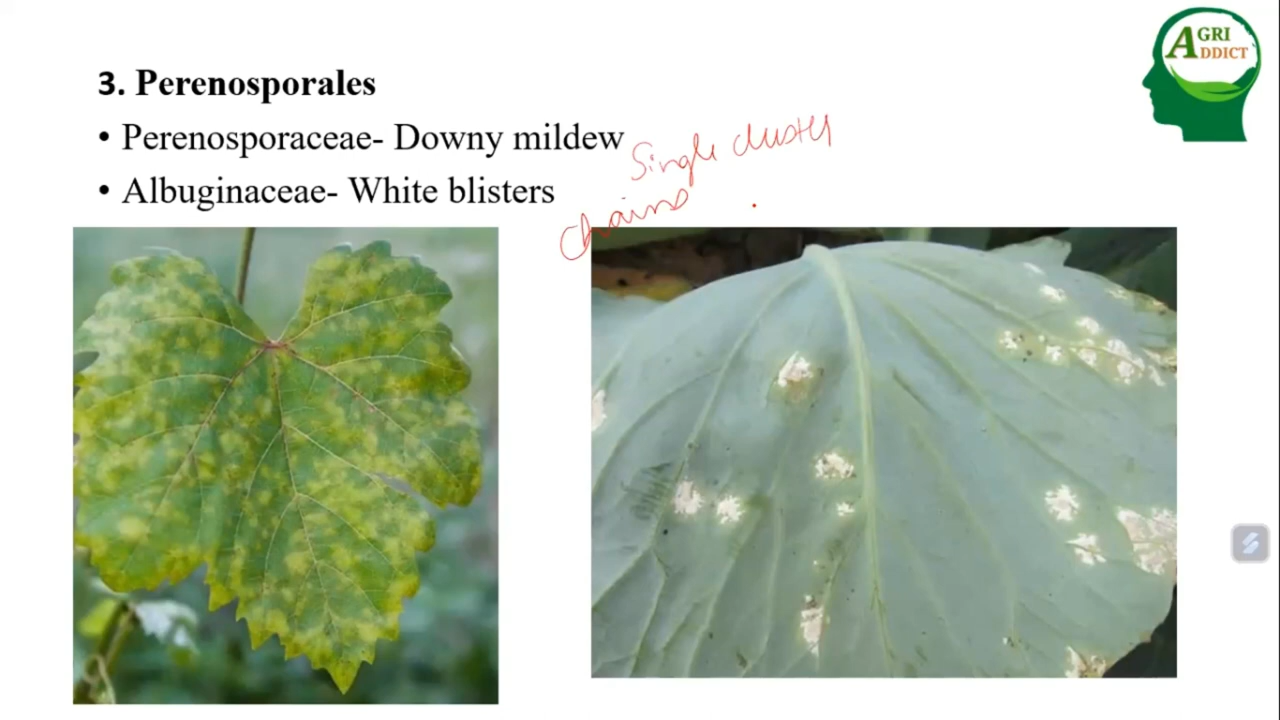 AGRI
ADDICT
3. Perenosporales
• Perenosporaceae- Downy mildew
Single cluster
• Albuginaceae- White blisters
chains